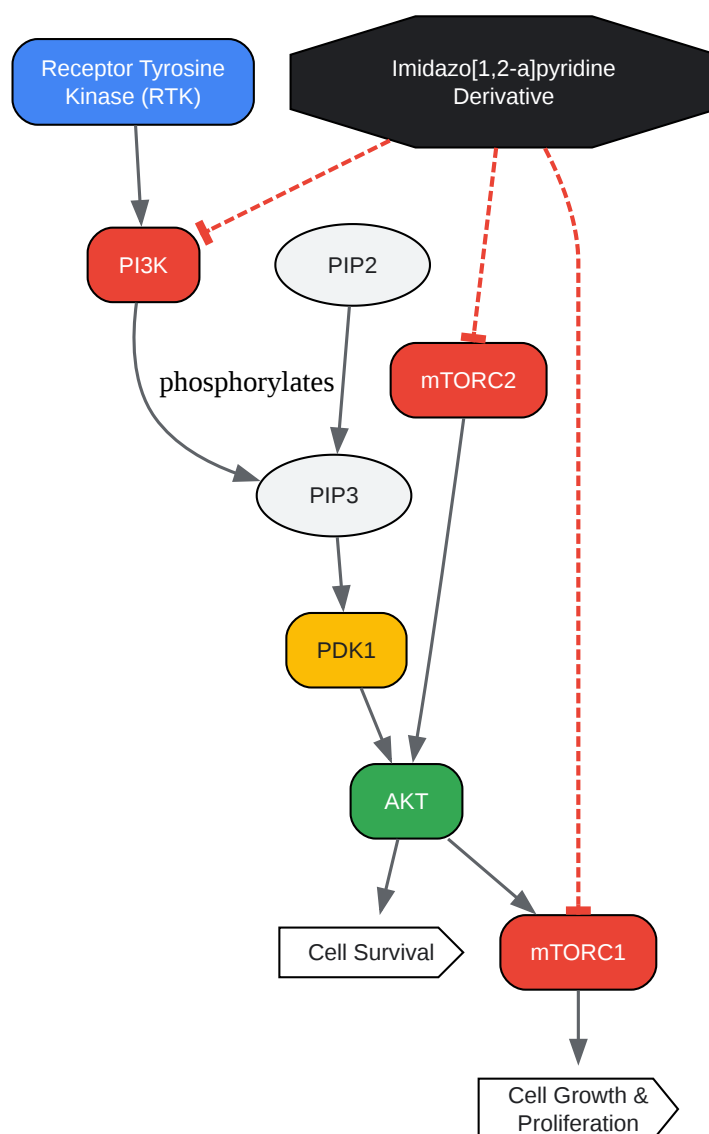 Receptor Tyrosine
Kinase (RTK)
Imidazo[1,2-a]pyridine
Derivative
PI3K
PIP2
mTORC2
phosphorylates
PIP3
PDK1
AKT
Cell Survival
mTORC1
Cell Growth &
Proliferation